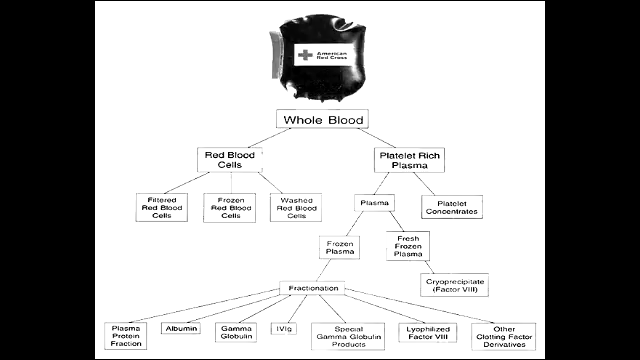 American
Red Cross
Whole Blood
Red Blood
Cells
Platelet Rich
Plasma
Filtered
Red Blood
Cells
Frozen
Red Blood
Cells
Washed
Red Blood
Cells
Plasma
Platelet
Concentrates
Frozen
Plasma
Fresh
Frozen
Plasma
Cryoprecipitate
(Factor VIII)
Fractionation
Plasma
Protein
Fraction
Albumin
Gamma
Globulin
IVIg
Special
Gamma Globulin
Products
Lyophilized
Factor VIII
Other
Clotting Factor
Derivatives